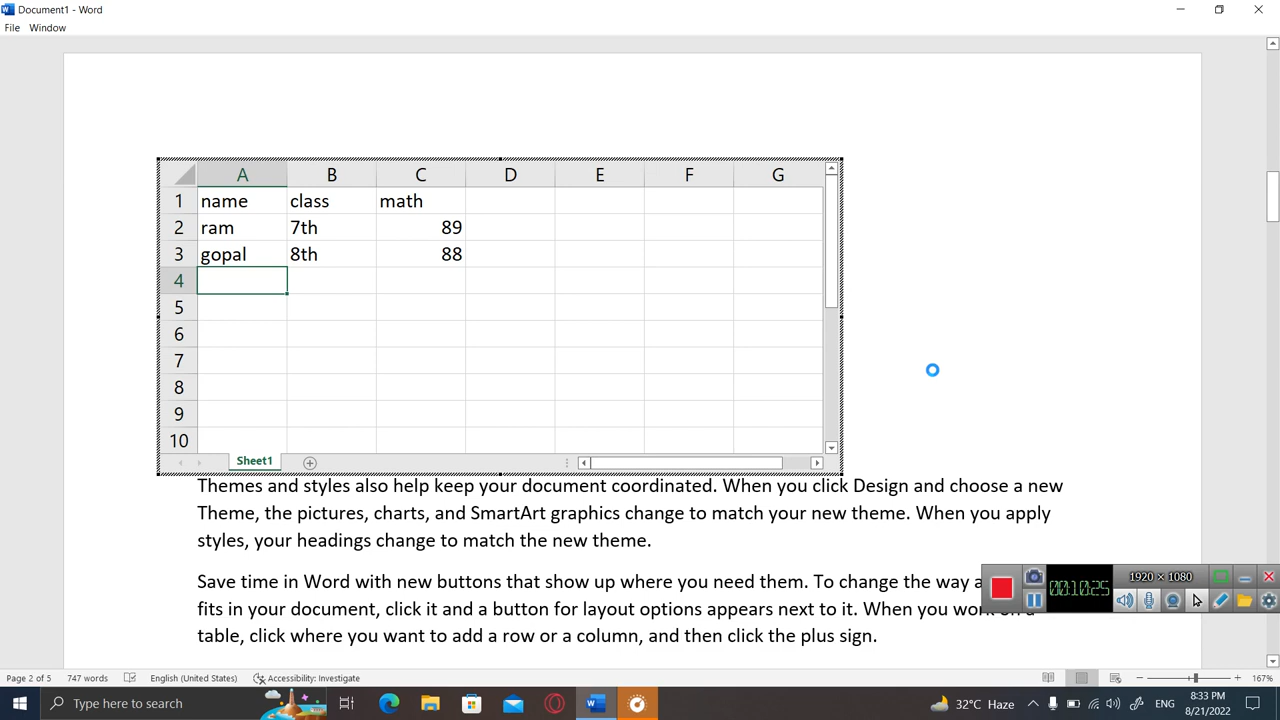 Document1 - Word
File Window
A B C D E F G
1 name class math
2 ram 7th 89
3 gopal 8th 88
4
5
6
7
8
9
10
Sheet1
Themes and styles also help keep your document coordinated. When you click Design and choose a new
Theme, the pictures, charts, and SmartArt graphics change to match your new theme. When you apply
styles, your headings change to match the new theme.
Save time in Word with new buttons that show up where you need them. To change the way a
fits in your document, click it and a button for layout options appears next to it. When you work on a
table, click where you want to add a row or a column, and then click the plus sign.
00:10:25
1920 × 1080
Page 2 of 5 747 words English (United States) Accessibility: Investigate 167%
Type here to search
32°C Haze ENG
8:33 PM
8/21/2022